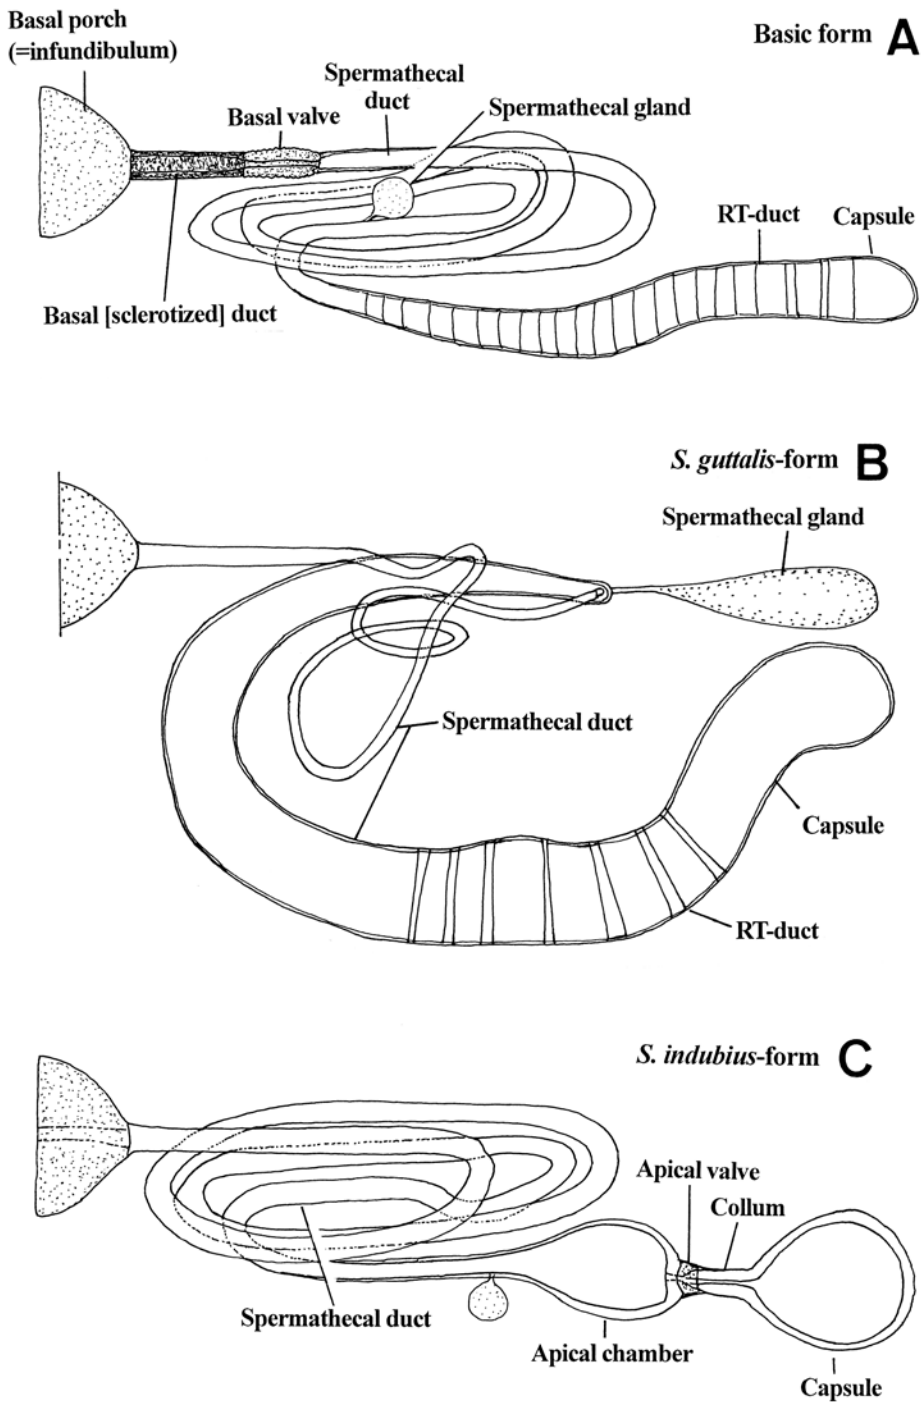 Basal porch
(=infundibulum)
Basic form A
Spermathecal
duct
Spermathecal gland
Basal valve
RT-duct
Capsule
Basal [sclerotized] duct
S. guttalis-form B
Spermathecal gland
Spermathecal duct
Capsule
RT-duct
S. indubius-form C
Apical valve
Collum
Spermathecal duct
Apical chamber
Capsule